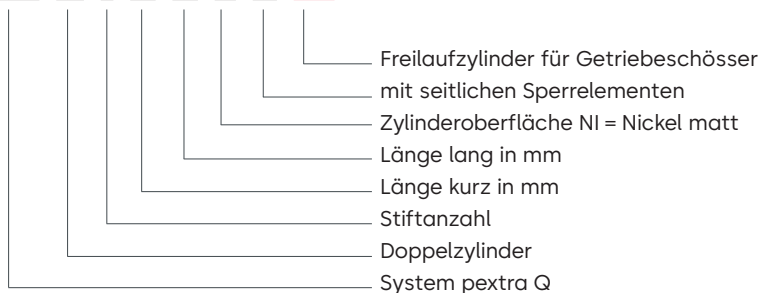 Freilaufzylinder für Getriebeschösser
mit seitlichen Sperrelementen
Zylinderoberfläche NI = Nickel matt
Länge lang in mm
Länge kurz in mm
Stiftanzahl
Doppelzylinder
System pextra Q